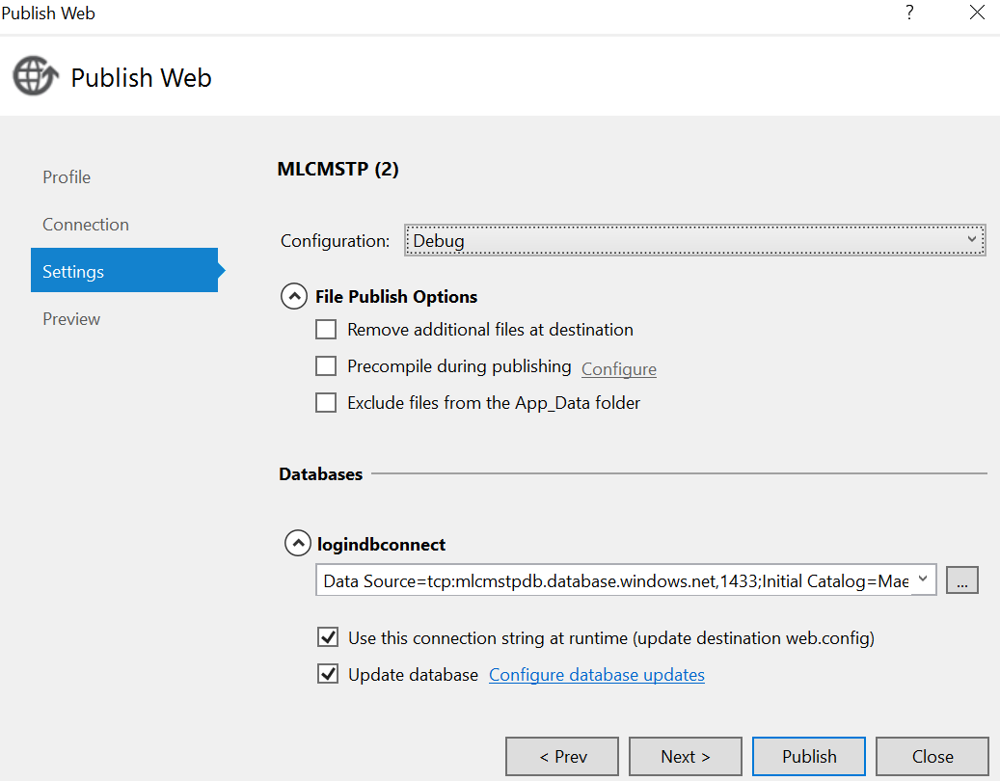 Publish Web
?
Publish Web
Profile
Connection
Settings
Preview
MLCMSTP (2)
Configuration: Debug
File Publish Options
Remove additional files at destination
Precompile during publishing Configure
Exclude files from the App_Data folder
Databases
logindbconnect
Data Source=tcp:mlcmstpdb.database.windows.net,1433;Initial Catalog=Mae
...
Use this connection string at runtime (update destination web.config)
Update database Configure database updates
< Prev Next > Publish Close